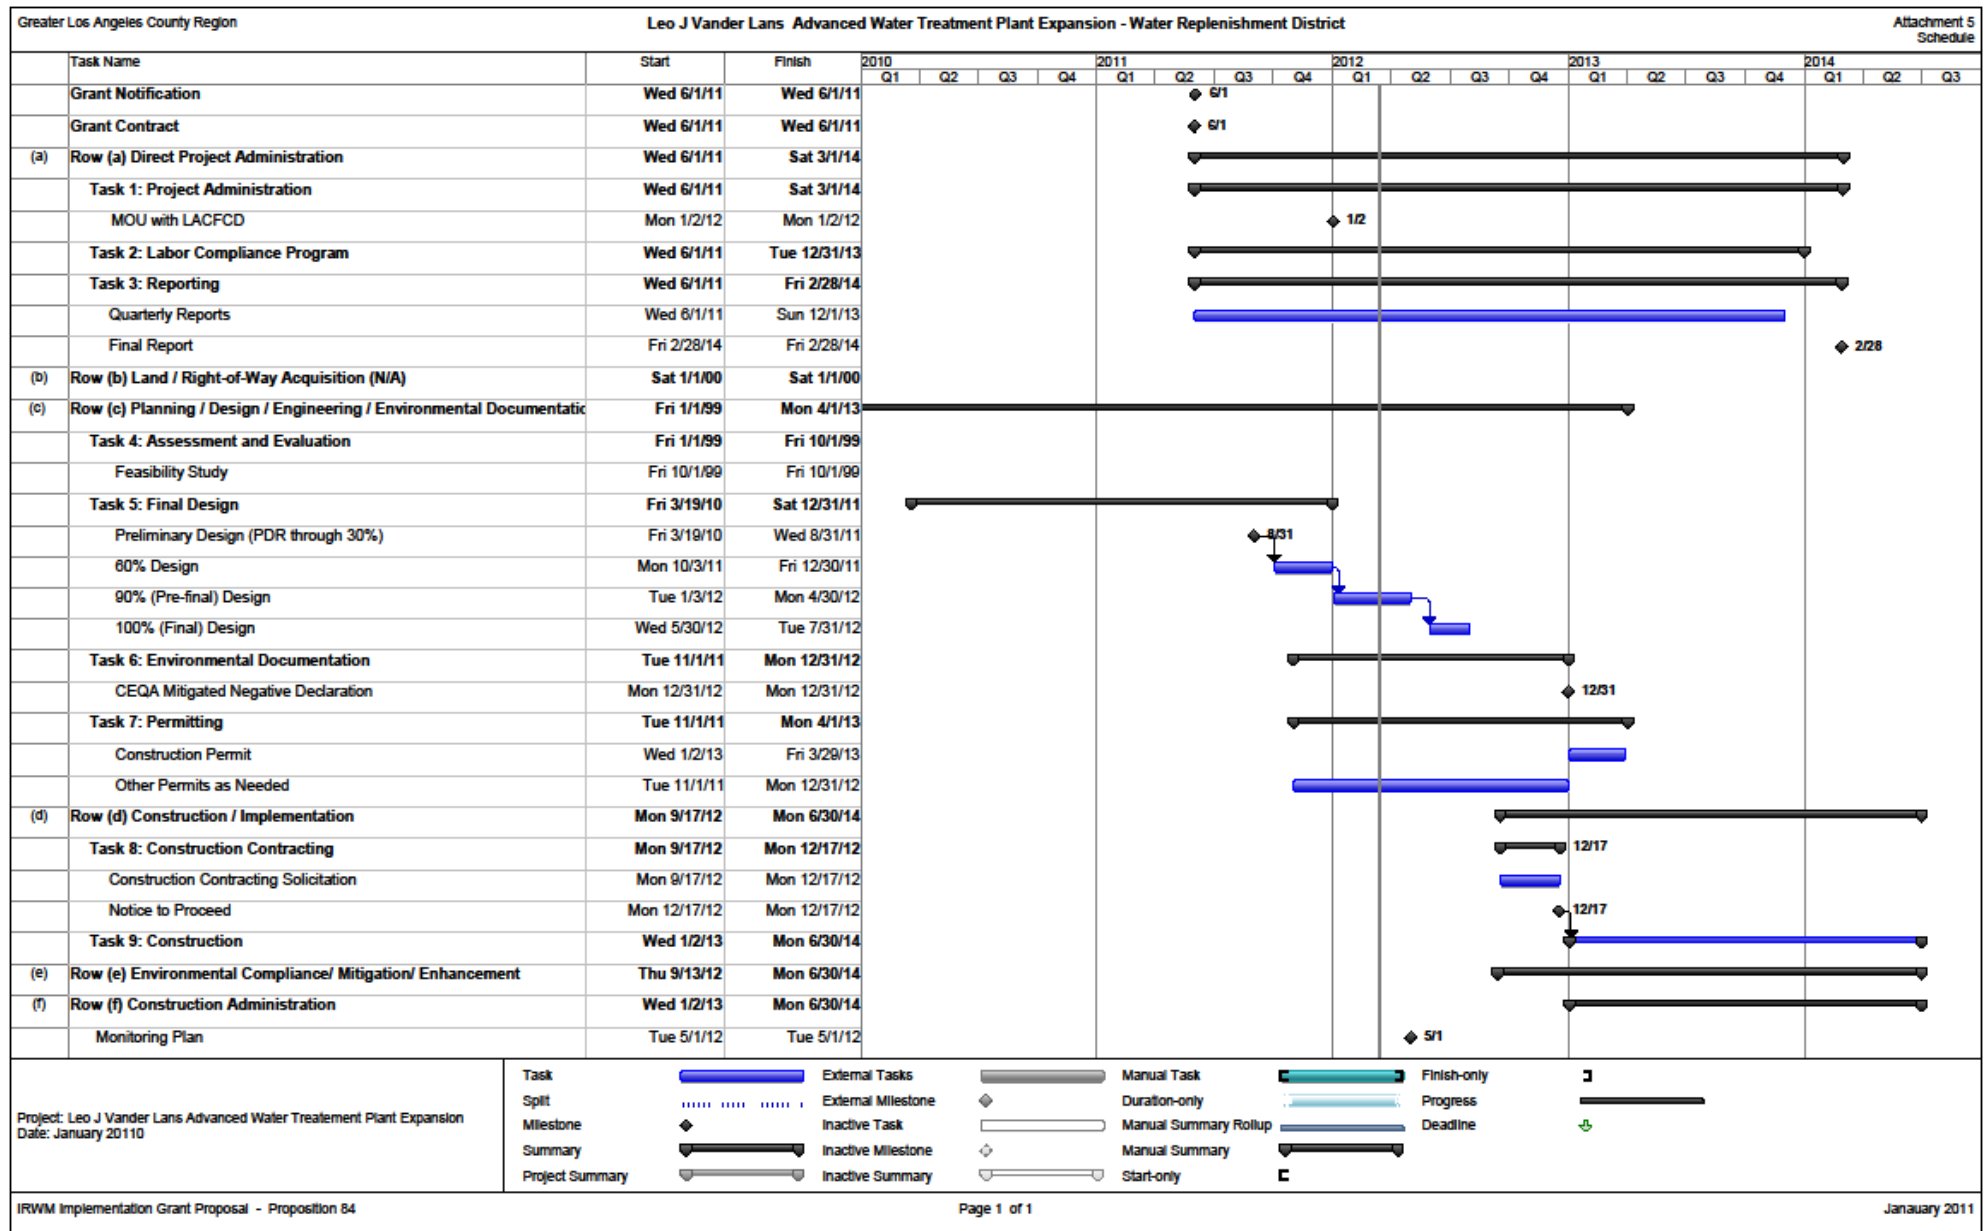 Greater Los Angeles County Region
Leo J Vander Lans Advanced Water Treatment Plant Expansion - Water Replenishment District
Attachment 5
Schedule
Task Name Start Finish 2010 2011 2012 2013 2014
Q1 Q2 Q3 Q4 Q1 Q2 Q3 Q4 Q1 Q2 Q3 Q4 Q1 Q2 Q3 Q4 Q1 Q2 Q3
Grant Notification Wed 6/1/11 Wed 6/1/11 6/1
Grant Contract Wed 6/1/11 Wed 6/1/11 6/1
(a) Row (a) Direct Project Administration Wed 6/1/11 Sat 3/1/14
Task 1: Project Administration Wed 6/1/11 Sat 3/1/14
MOU with LACFCD Mon 1/2/12 Mon 1/2/12 1/2
Task 2: Labor Compliance Program Wed 6/1/11 Tue 12/31/13
Task 3: Reporting Wed 6/1/11 Fri 2/28/14
Quarterly Reports Wed 6/1/11 Sun 12/1/13
Final Report Fri 2/28/14 Fri 2/28/14 2/28
(b) Row (b) Land / Right-of-Way Acquisition (N/A) Sat 1/1/00 Sat 1/1/00
(c) Row (c) Planning / Design / Engineering / Environmental Documentatic Fri 1/1/99 Mon 4/1/13
Task 4: Assessment and Evaluation Fri 1/1/99 Fri 10/1/99
Feasibility Study Fri 10/1/99 Fri 10/1/99
Task 5: Final Design Fri 3/19/10 Sat 12/31/11
Preliminary Design (PDR through 30%) Fri 3/19/10 Wed 8/31/11 8/31
60% Design Mon 10/3/11 Fri 12/30/11
90% (Pre-final) Design Tue 1/3/12 Mon 4/30/12
100% (Final) Design Wed 5/30/12 Tue 7/31/12
Task 6: Environmental Documentation Tue 11/1/11 Mon 12/31/12
CEQA Mitigated Negative Declaration Mon 12/31/12 Mon 12/31/12 12/31
Task 7: Permitting Tue 11/1/11 Mon 4/1/13
Construction Permit Wed 1/2/13 Fri 3/29/13
Other Permits as Needed Tue 11/1/11 Mon 12/31/12
(d) Row (d) Construction / Implementation Mon 9/17/12 Mon 6/30/14
Task 8: Construction Contracting Mon 9/17/12 Mon 12/17/12 12/17
Construction Contracting Solicitation Mon 9/17/12 Mon 12/17/12
Notice to Proceed Mon 12/17/12 Mon 12/17/12 12/17
Task 9: Construction Wed 1/2/13 Mon 6/30/14
(e) Row (e) Environmental Compliance/ Mitigation/ Enhancement Thu 9/13/12 Mon 6/30/14
(f) Row (f) Construction Administration Wed 1/2/13 Mon 6/30/14
Monitoring Plan Tue 5/1/12 Tue 5/1/12 5/1
Project: Leo J Vander Lans Advanced Water Treatement Plant Expansion
Date: January 20110
Task External Tasks Manual Task Finish-only
Split External Milestone Duration-only Progress
Milestone Inactive Task Manual Summary Rollup Deadline
Summary Inactive Milestone Manual Summary
Project Summary Inactive Summary Start-only
IRWM Implementation Grant Proposal - Proposition 84
Page 1 of 1
Janauary 2011